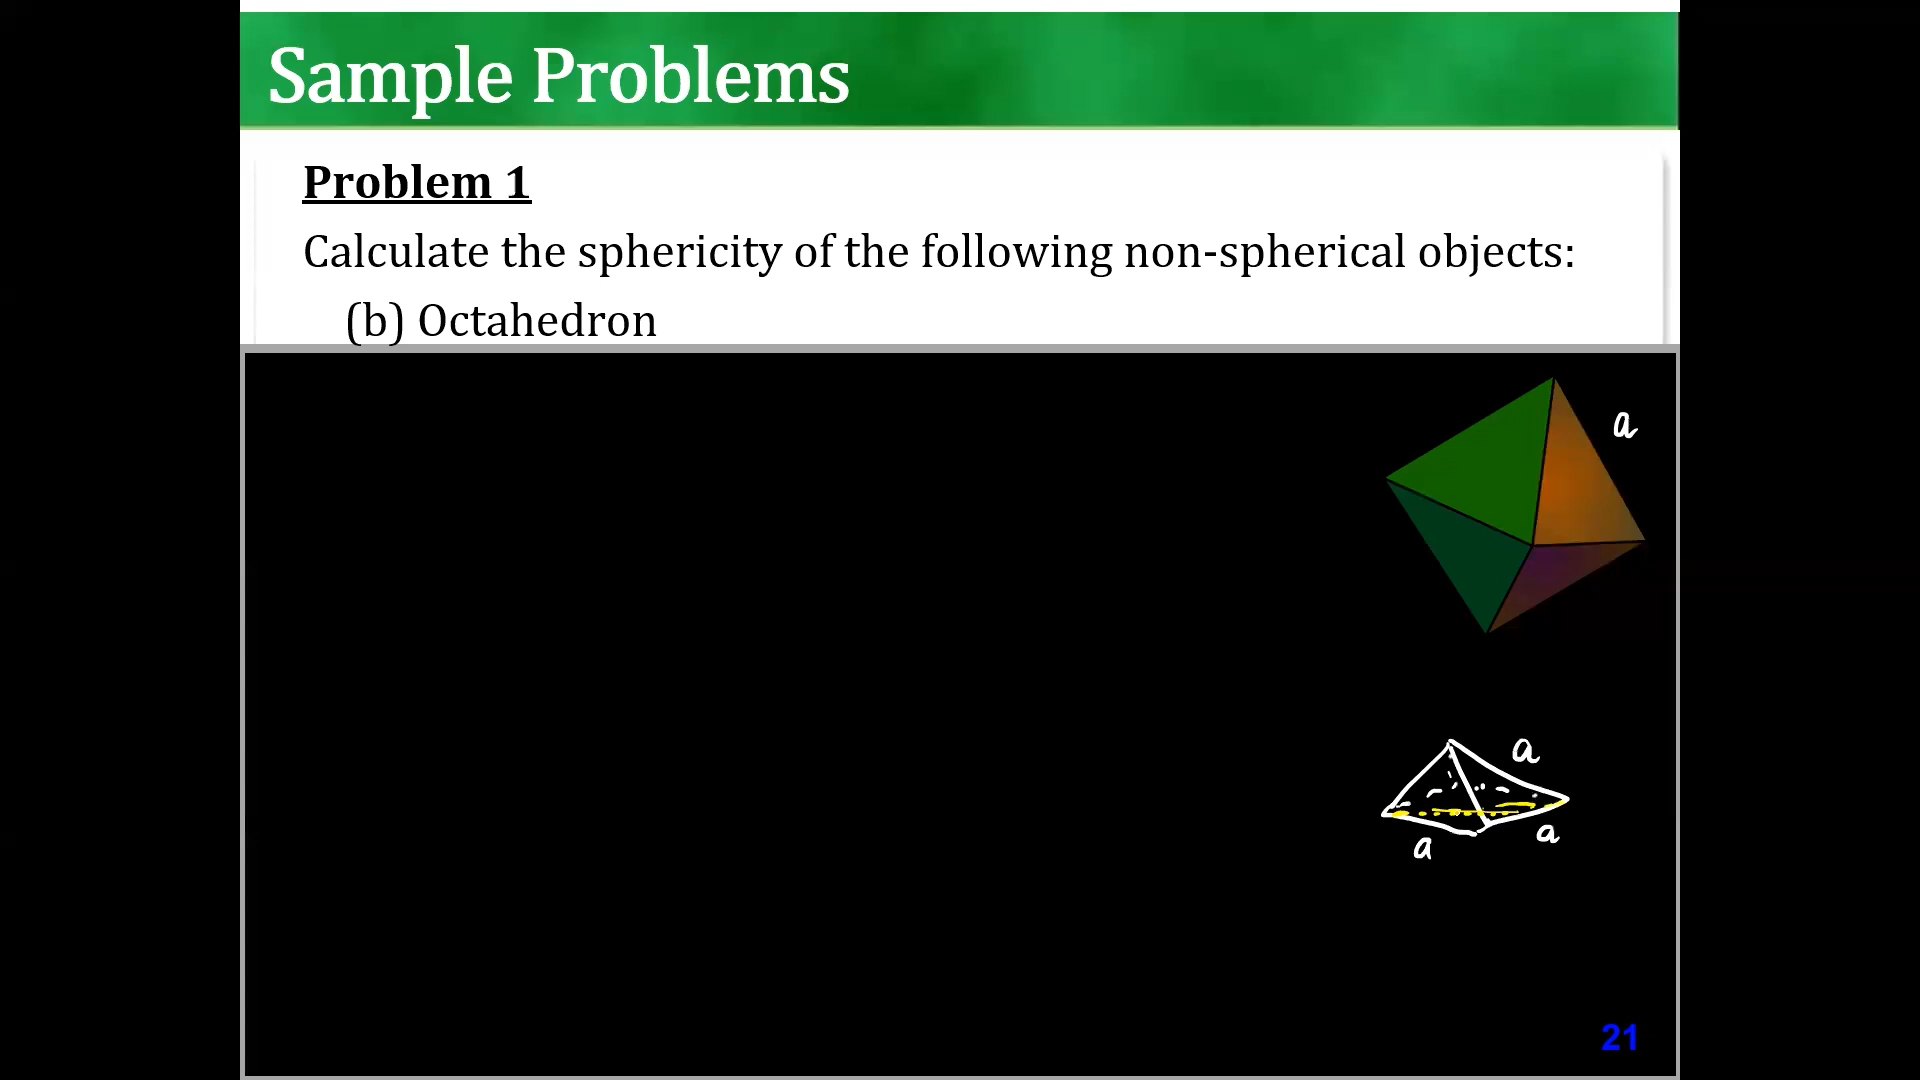 Sample Problems
Problem 1
Calculate the sphericity of the following non-spherical objects:
(b) Octahedron
a
a
a
a
21